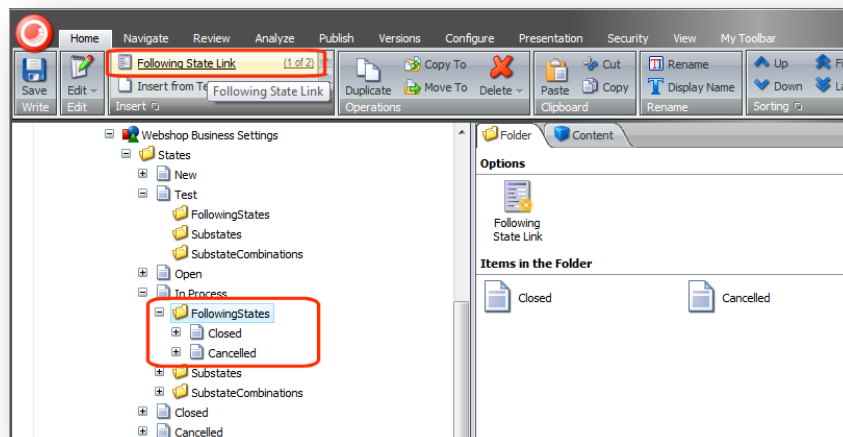 Home Navigate Review Analyze Publish Versions Configure Presentation Security View My Toolbar
Following State Link (1 of 2)
Insert from
Following State Link
Save
Write
Edit
Edit
Insert
Duplicate
Copy To
Move To
Delete
Operations
Paste
Cut
Copy
Clipboard
Rename
Display Name
Rename
Up
Down
Sorting
Webshop Business Settings
States
New
Test
FollowingStates
Substates
SubstateCombinations
Open
In Process
FollowingStates
Closed
Cancelled
Substates
SubstateCombinations
Closed
Cancelled
Folder Content
Options
Following
State Link
Items in the Folder
Closed Cancelled